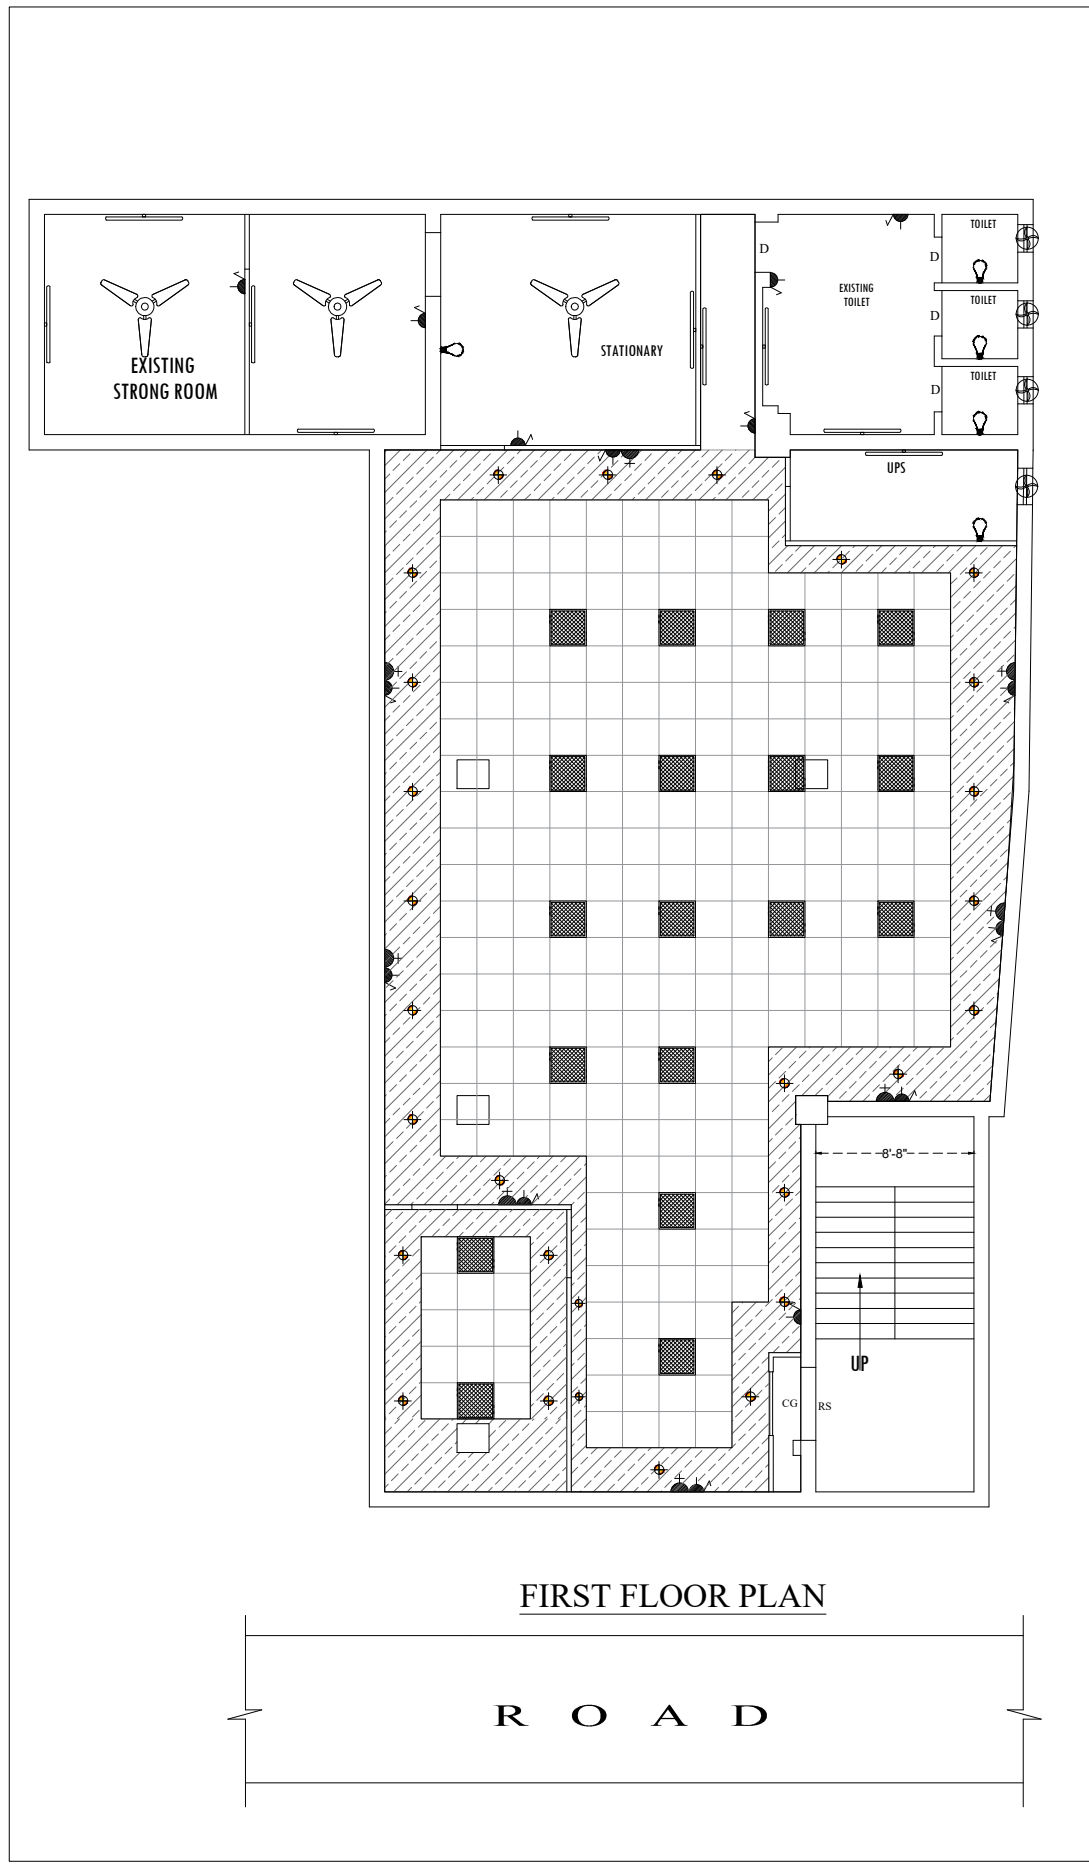 TOILET
D
D
EXISTING
TOILET
TOILET
D
STATIONARY
EXISTING
STRONG ROOM
TOILET
D
UPS
8'-8"
UP
CG
RS
FIRST FLOOR PLAN
R O A D